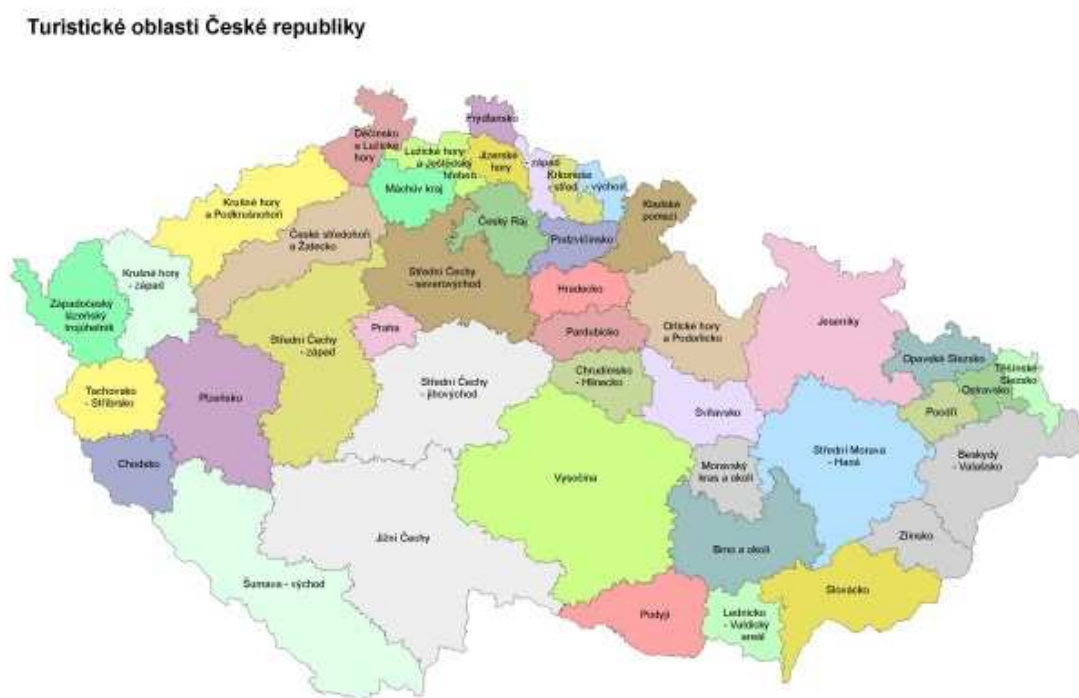 Turistické oblasti České republiky
Frýdlansko
Děčínsko
a Lužické
hory
Lužické hory
a Ještědský
hřeben
Jizerské
hory
- západ
Krkonoše
- střed
- východ
Máchův kraj
Krušné hory
a Podkrušnohoří
Kladské
pomezí
Český Ráj
České středohoří
a Žatecko
Podzvičinsko
Krušné hory
- západ
Střední Čechy
- severovýchod
Hradecko
Západočeský
lázeňský
trojúhelník
Praha
Pardubicko
Orlické hory
a Podorlicko
Jeseníky
Střední Čechy
- západ
Opavské Slezsko
Těšínské
Slezsko
Chrudimsko
- Hlinecko
Ostravsko
Střední Čechy
- jihovýchod
Tachovsko
- Stříbrsko
Plzeňsko
Svitavsko
Poodří
Chodsko
Střední Morava
- Haná
Beskydy
- Valašsko
Moravský
kras a okolí
Vysočina
Jižní Čechy
Brno a okolí
Zlínsko
Šumava - východ
Slovácko
Podyjí
Lednicko
- Valtický
areál